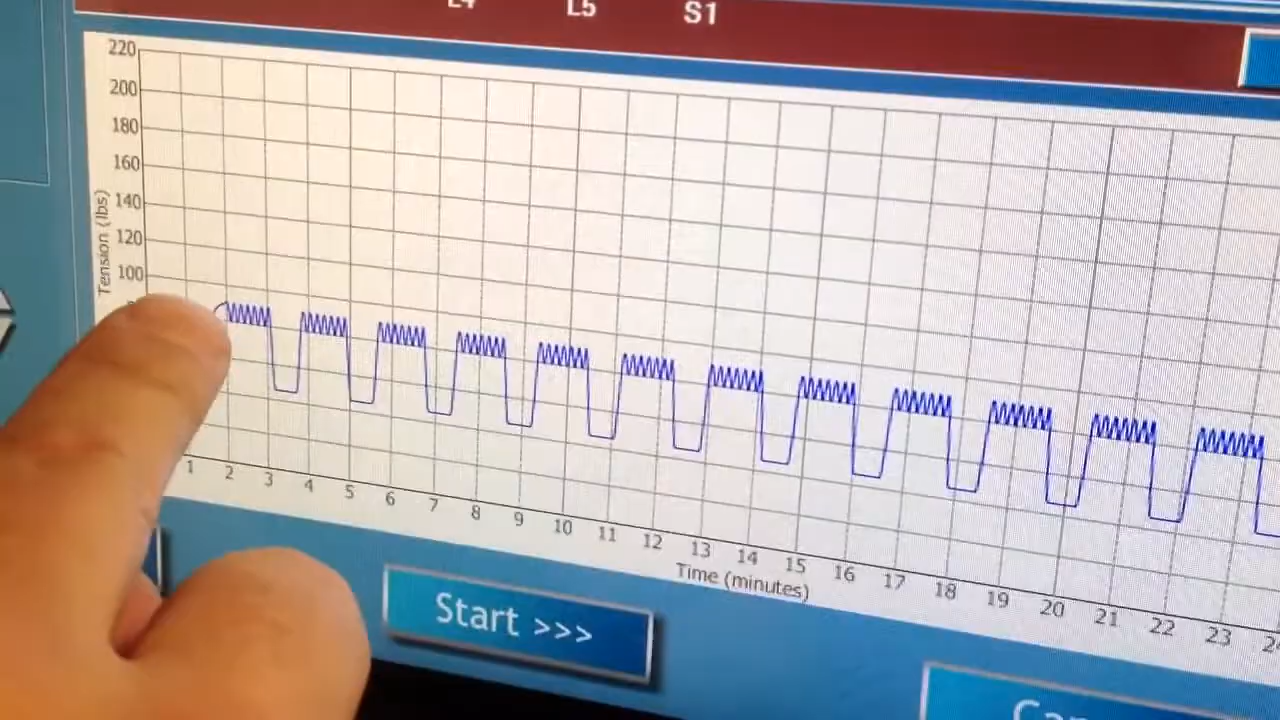 L4 L5 S1
220
200
180
160
140
120
100
Tension (lbs)
1 2 3 4 5 6 7 8 9 10 11 12 13 14 15 16 17 18 19 20 21 22 23
Time (minutes)
Start >>>